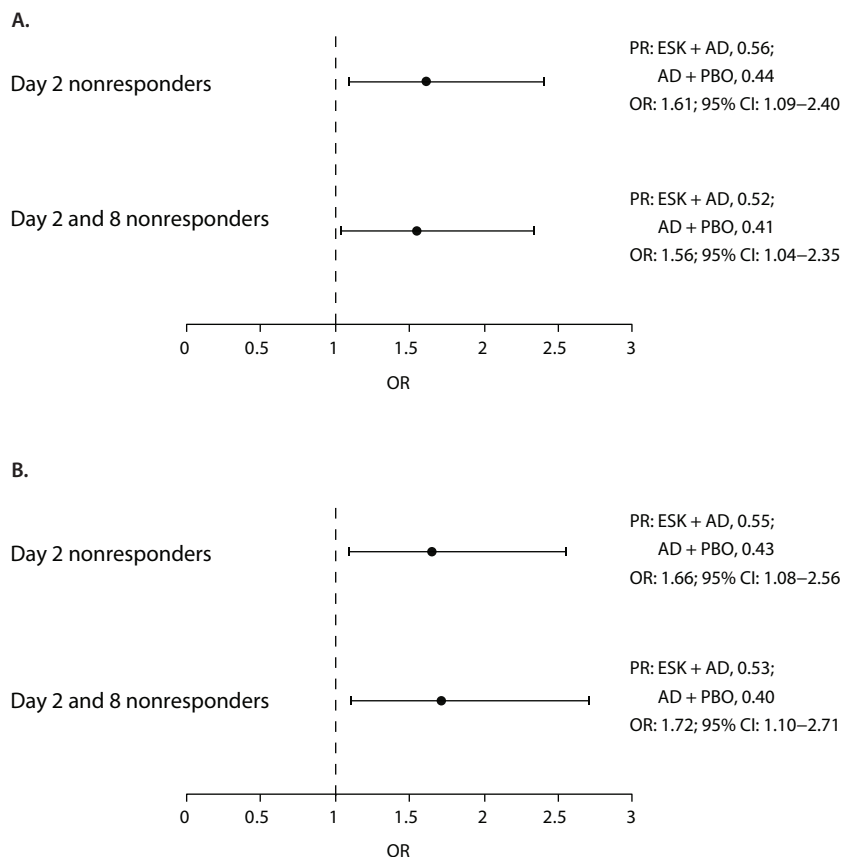 A.
Day 2 nonresponders
PR: ESK + AD, 0.56;
AD + PBO, 0.44
OR: 1.61; 95% CI: 1.09–2.40
Day 2 and 8 nonresponders
PR: ESK + AD, 0.52;
AD + PBO, 0.41
OR: 1.56; 95% CI: 1.04–2.35
0 0.5 1 1.5 2 2.5 3
OR
B.
Day 2 nonresponders
PR: ESK + AD, 0.55;
AD + PBO, 0.43
OR: 1.66; 95% CI: 1.08–2.56
Day 2 and 8 nonresponders
PR: ESK + AD, 0.53;
AD + PBO, 0.40
OR: 1.72; 95% CI: 1.10–2.71
0 0.5 1 1.5 2 2.5 3
OR